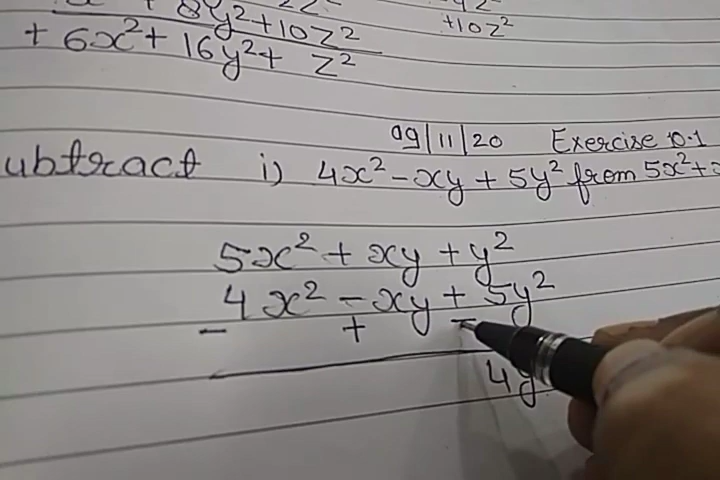 8y²+10z²
+10z²
+ 6x²+ 16y²+ z²
09/11/20 Exercise 10.1
ubtract i) 4x²-xy + 5y² from 5x²+
5x² + xy + y²
4x² - xy + 5y²
- + -
4y